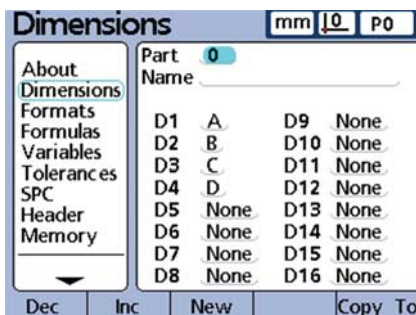 Dimensions mm 0 P0
About
Dimensions
Formats
Formulas
Variables
Tolerances
SPC
Header
Memory
Part 0
Name
D1 A D9 None
D2 B D10 None
D3 C D11 None
D4 D D12 None
D5 None D13 None
D6 None D14 None
D7 None D15 None
D8 None D16 None
Dec Inc New Copy To